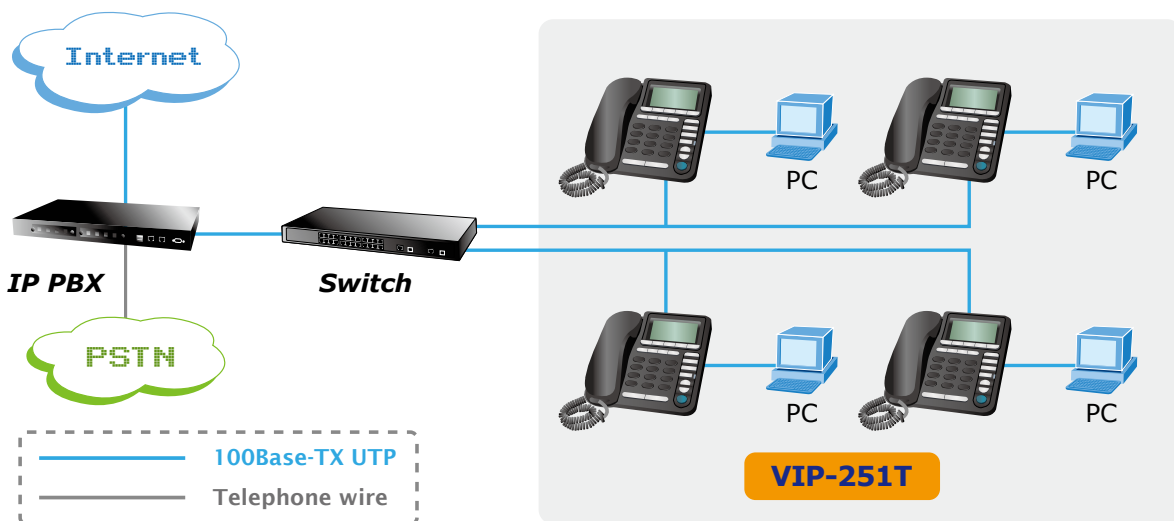 Internet
IP PBX
Switch
PSTN
PC
PC
PC
PC
VIP-251T
100Base-TX UTP
Telephone wire